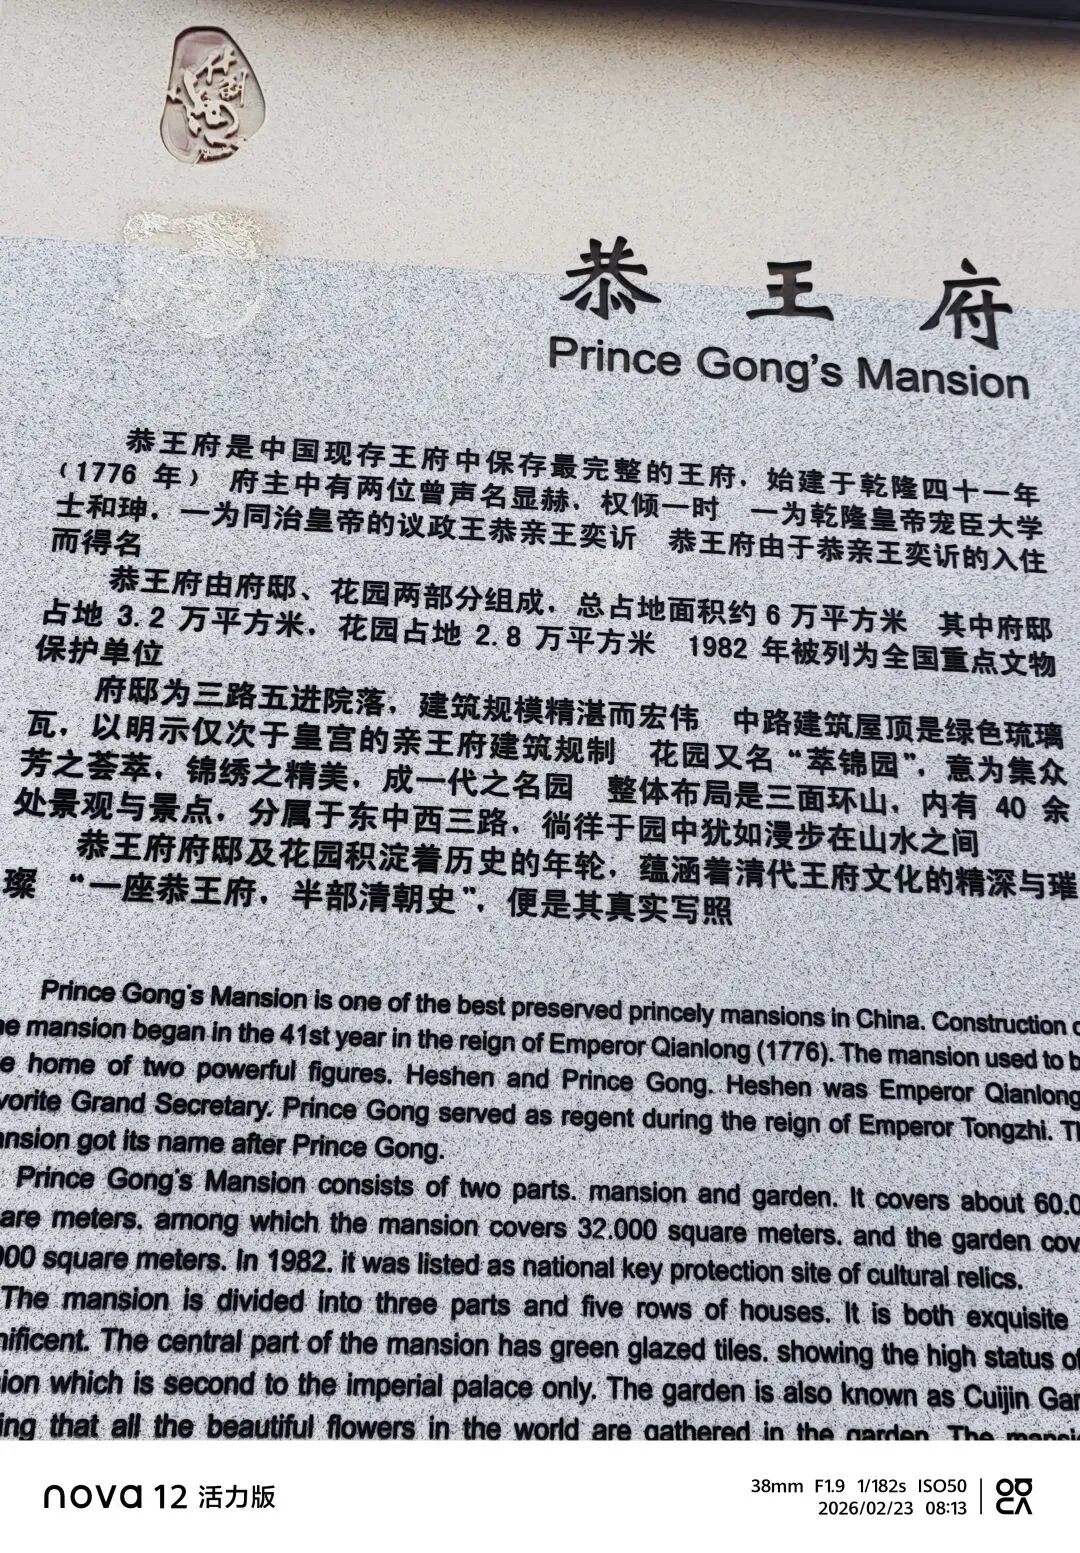 恭王府
Prince Gong's Mansion
恭王府是中国现存王府中保存最完整的王府，始建于乾隆四十一年
（1776 年） 府主中有两位曾声名显赫，权倾一时 一为乾隆皇帝宠臣大学
士和珅，一为同治皇帝的议政王恭亲王奕訢 恭王府由于恭亲王奕訢的入住
而得名
恭王府由府邸、花园两部分组成，总占地面积约 6 万平方米 其中府邸
占地 3.2 万平方米，花园占地 2.8 万平方米 1982 年被列为全国重点文物
保护单位
府邸为三路五进院落，建筑规模精湛而宏伟 中路建筑屋顶是绿色琉璃
瓦，以明示仅次于皇宫的亲王府建筑规制 花园又名“萃锦园”，意为集众
芳之荟萃，锦绣之精美，成一代之名园 整体布局是三面环山，内有 40 余
处景观与景点，分属于东中西三路，徜徉于园中犹如漫步在山水之间
恭王府府邸及花园积淀着历史的年轮，蕴涵着清代王府文化的精深与璀
璨 “一座恭王府，半部清朝史”，便是其真实写照
Prince Gong's Mansion is one of the best preserved princely mansions in China. Construction
mansion began in the 41st year in the reign of Emperor Qianlong (1776). The mansion used to
home of two powerful figures. Heshen and Prince Gong. Heshen was Emperor Qianlong
vorite Grand Secretary. Prince Gong served as regent during the reign of Emperor Tongzhi.
ansion got its name after Prince Gong.
Prince Gong's Mansion consists of two parts. mansion and garden. It covers about 60.0
are meters. among which the mansion covers 32.000 square meters. and the garden cov
00 square meters. In 1982. it was listed as national key protection site of cultural relics.
The mansion is divided into three parts and five rows of houses. It is both exquisite
nificent. The central part of the mansion has green glazed tiles. showing the high status of
ion which is second to the imperial palace only. The garden is also known as Cuijin Gar
ing that all the beautiful flowers in the world are gathered in the garden. The mansi
nova 12 活力版
38mm F1.9 1/182s ISO50
2026/02/23 08:13